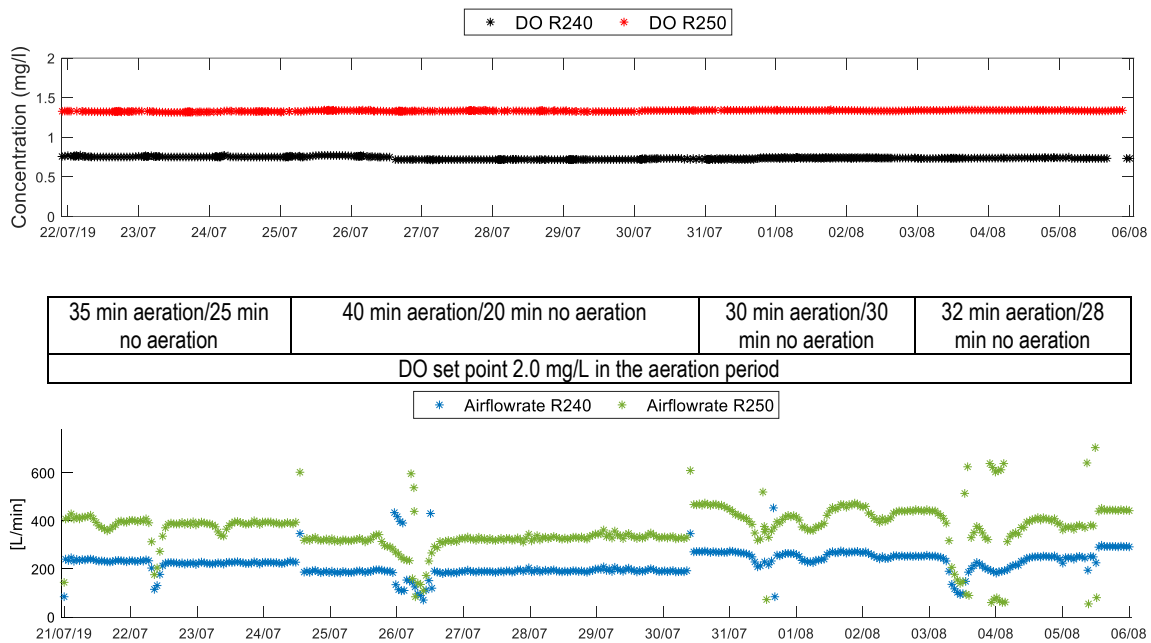 DO R240 DO R250
Concentration (mg/l)
2
1.5
1
0.5
0
22/07/19 23/07 24/07 25/07 26/07 27/07 28/07 29/07 30/07 31/07 01/08 02/08 03/08 04/08 05/08 06/08
35 min aeration/25 min
no aeration
40 min aeration/20 min no aeration
30 min aeration/30
min no aeration
32 min aeration/28
min no aeration
DO set point 2.0 mg/L in the aeration period
Airflowrate R240 Airflowrate R250
[L/min]
600
400
200
0
21/07/19 22/07 23/07 24/07 25/07 26/07 27/07 28/07 29/07 30/07 31/07 01/08 02/08 03/08 04/08 05/08 06/08